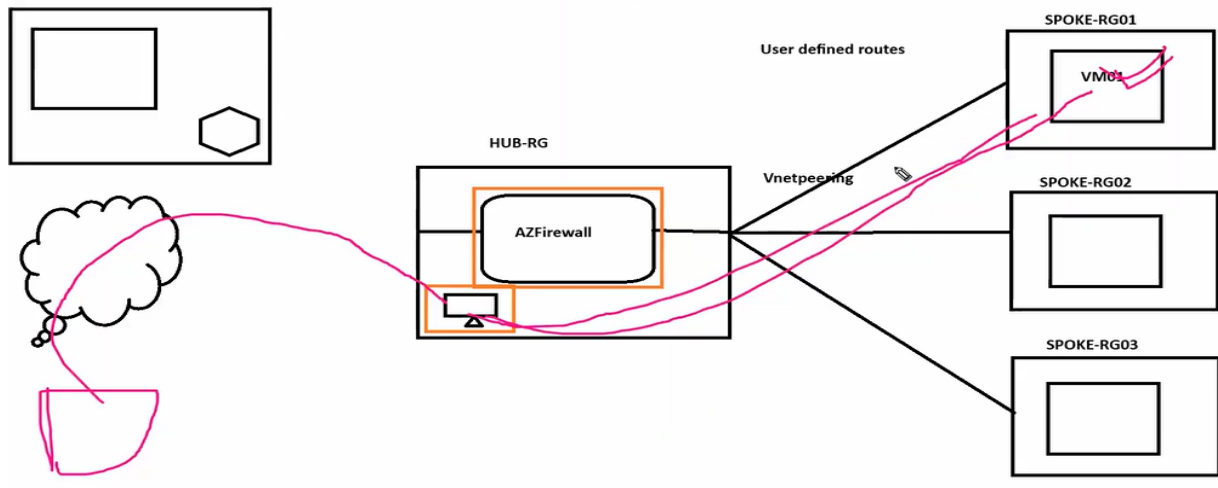 SPOKE-RG01
User defined routes
VM01
HUB-RG
Vnetpeering
SPOKE-RG02
AZFirewall
SPOKE-RG03